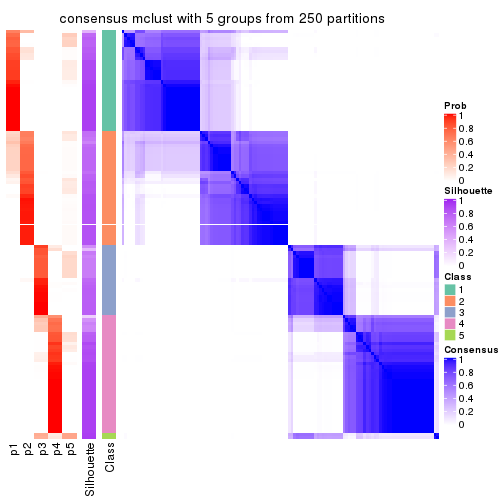 consensus mclust with 5 groups from 250 partitions
Prob
1
0.8
0.6
0.4
0.2
0
Silhouette
1
0.8
0.6
0.4
0.2
0
Class
1
2
3
4
5
Consensus
1
0.8
0.6
0.4
0.2
0
p1
p2
p3
p4
p5
Silhouette
Class